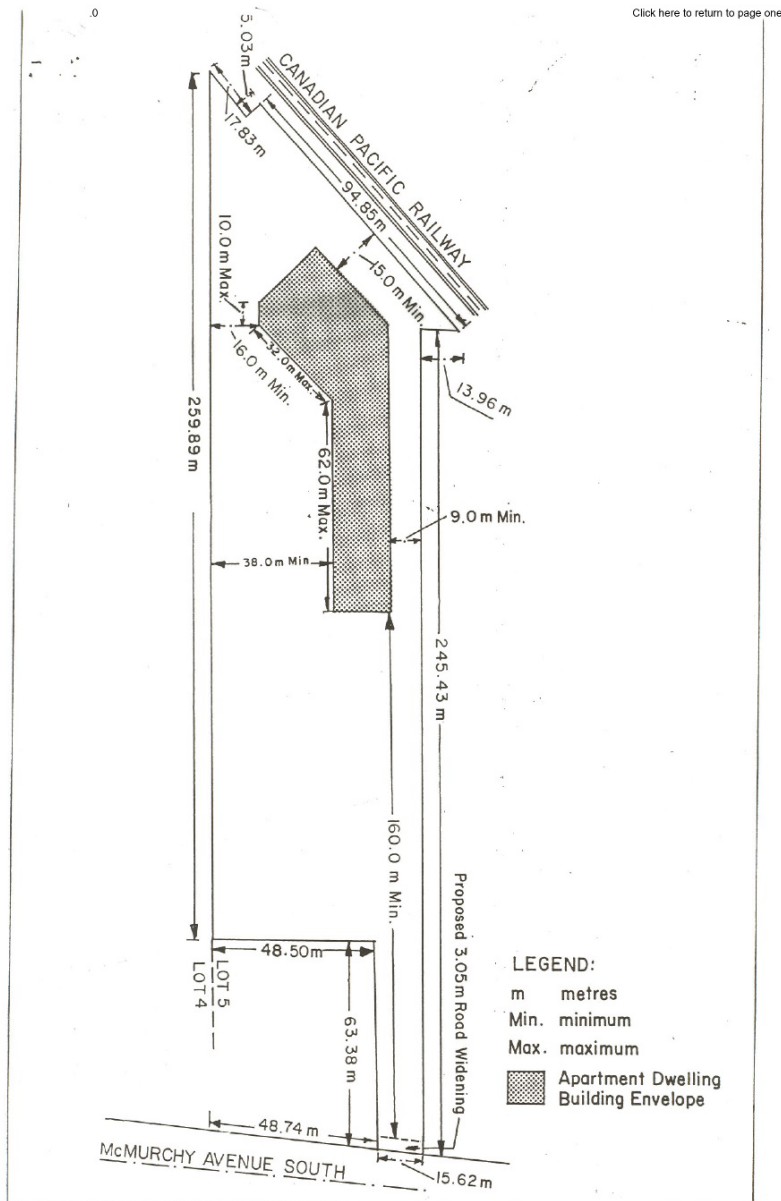 .0
Click here to return to page one
5.03m
CANADIAN PACIFIC RAILWAY
17.83m
94.85m
10.0m Max.
15.0m Min.
16.0m Min.
32.0m Max.
13.96m
259.89m
62.0m Max.
9.0m Min.
38.0m Min
245.43m
160.0m Min.
Proposed 3.05m Road Widening
48.50m
LOT 5
LOT 4
63.38m
LEGEND:
m metres
Min. minimum
Max. maximum
Apartment Dwelling
Building Envelope
48.74m
McMURCHY AVENUE SOUTH
15.62m